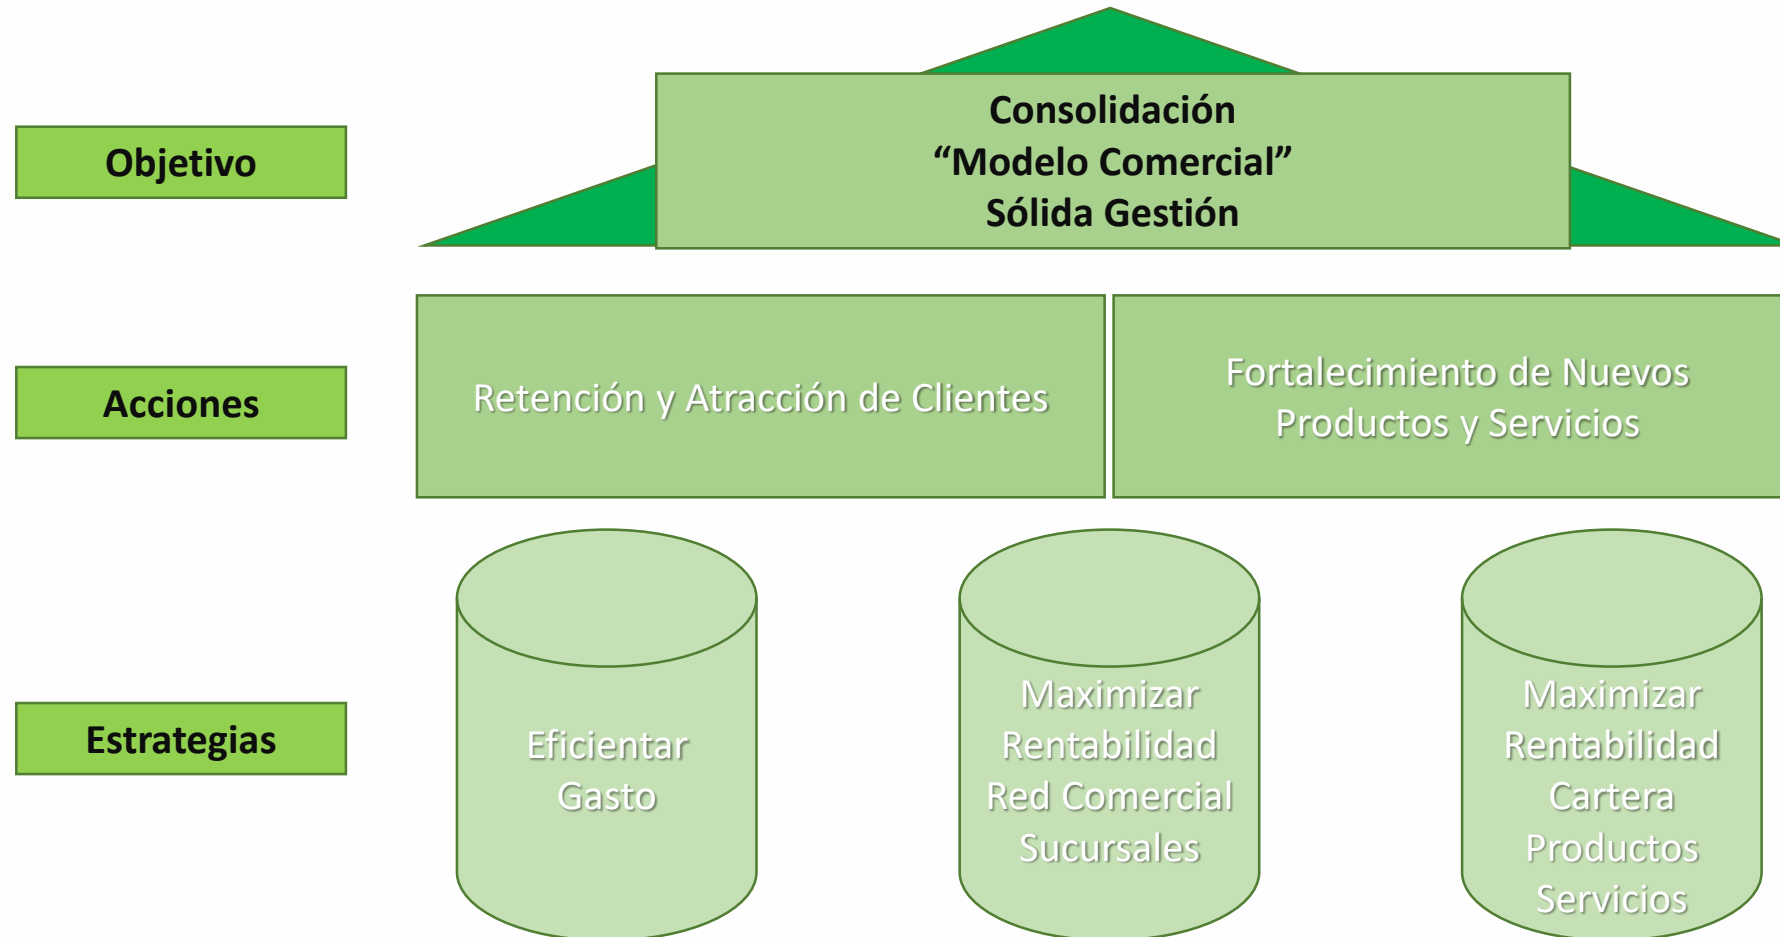 Objetivo
Consolidación
“Modelo Comercial”
Sólida Gestión
Acciones
Retención y Atracción de Clientes
Fortalecimiento de Nuevos
Productos y Servicios
Estrategias
Eficientar
Gasto
Maximizar
Rentabilidad
Red Comercial
Sucursales
Maximizar
Rentabilidad
Cartera
Productos
Servicios